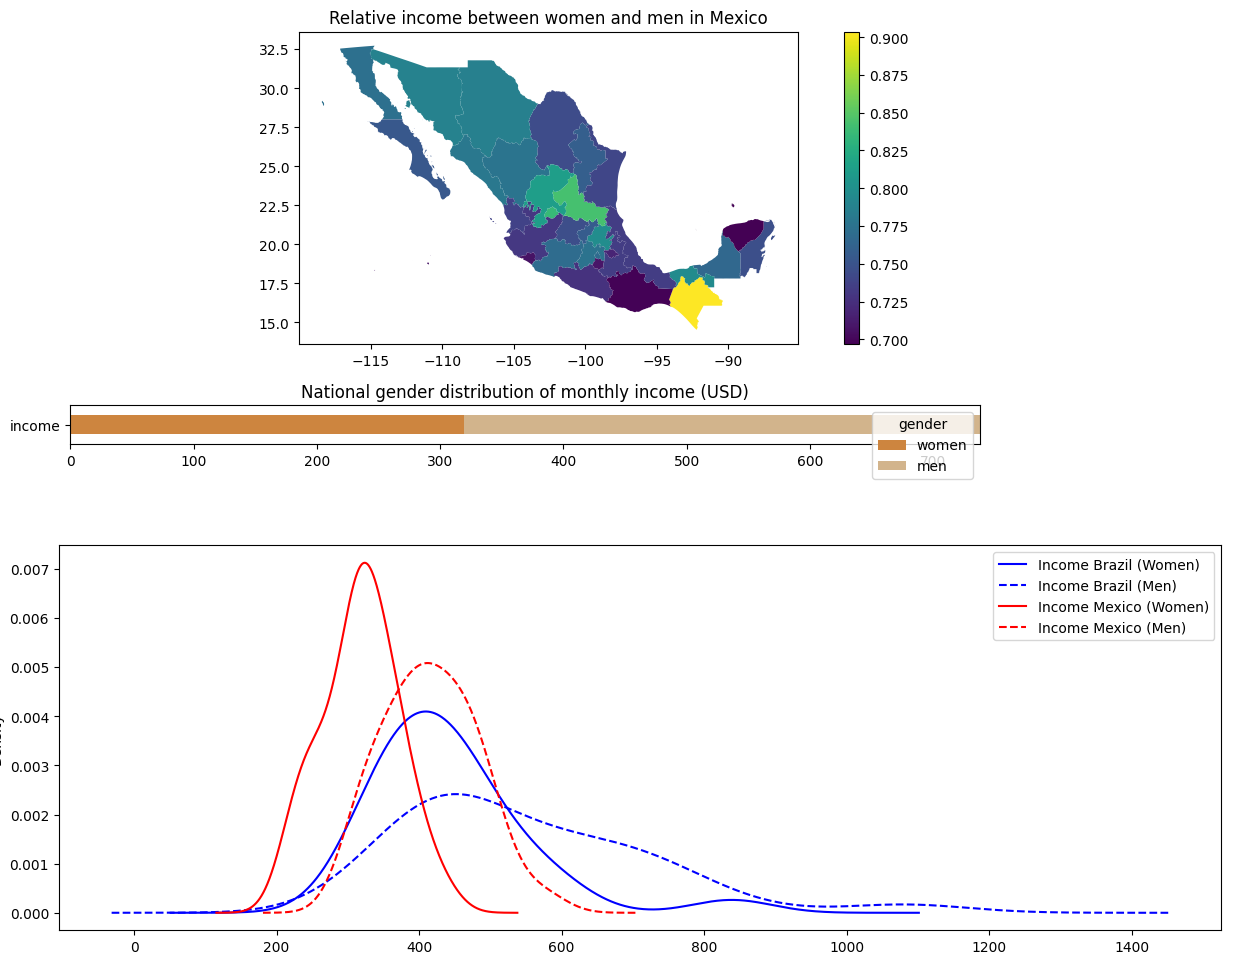 Relative income between women and men in Mexico
32.5
30.0
27.5
25.0
22.5
20.0
17.5
15.0
−115 −110 −105 −100 −95 −90
0.900
0.875
0.850
0.825
0.800
0.775
0.750
0.725
0.700
National gender distribution of monthly income (USD)
income
0 100 200 300 400 500 600 700
gender
women
men
0.007
0.006
0.005
0.004
0.003
0.002
0.001
0.000
0 200 400 600 800 1000 1200 1400
Income Brazil (Women)
Income Brazil (Men)
Income Mexico (Women)
Income Mexico (Men)